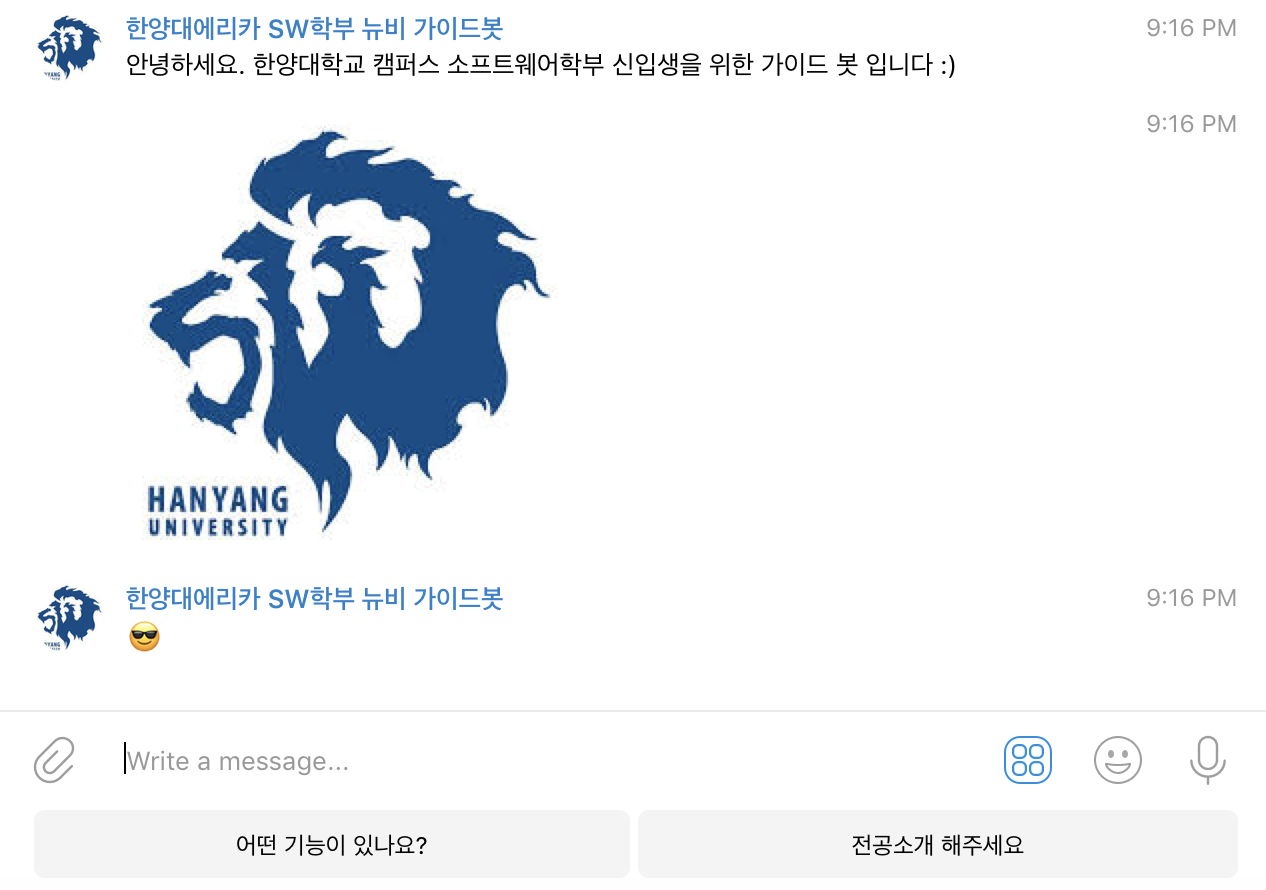 한양대에리카 SW학부 뉴비 가이드봇
9:16 PM
안녕하세요. 한양대학교 캠퍼스 소프트웨어학부 신입생을 위한 가이드 봇 입니다 :)
9:16 PM
HANYANG
UNIVERSITY
한양대에리카 SW학부 뉴비 가이드봇
9:16 PM
😎
Write a message...
어떤 기능이 있나요?
전공소개 해주세요